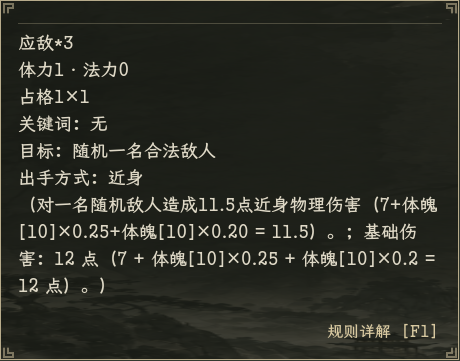 应敌*3
体力1 · 法力0
占格1×1
关键词：无
目标：随机一名合法敌人
出手方式：近身
（对一名随机敌人造成11.5点近身物理伤害（7+体魄
[10]×0.25+体魄[10]×0.20 = 11.5）。；基础伤
害：12 点（7 + 体魄[10]×0.25 + 体魄[10]×0.2 =
12 点）。）
规则详解 [F1]